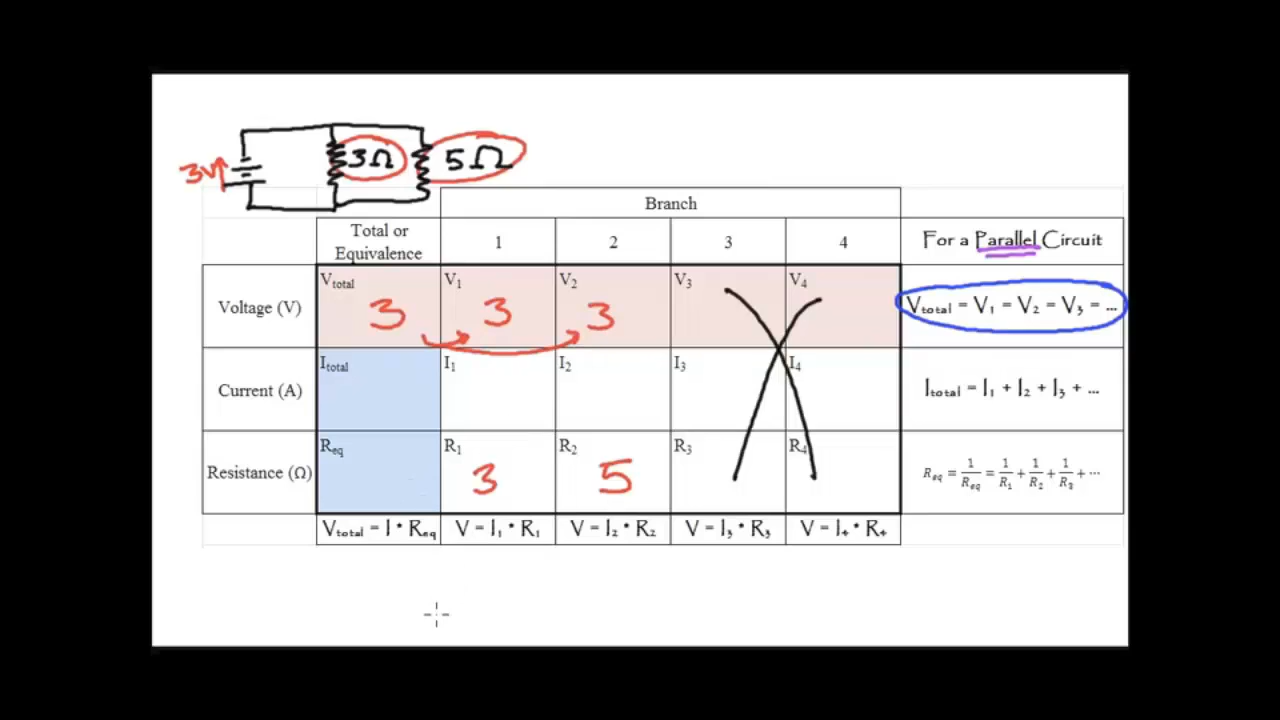 3V 3Ω 5Ω
Branch
Total or
Equivalence 1 2 3 4 For a Parallel Circuit
Vtotal V1 V2 V3 V4
Voltage (V) 3 3 3 Vtotal = V1 = V2 = V3 = ...
Itotal I1 I2 I3 I4
Current (A) Itotal = I1 + I2 + I3 + ...
Req R1 R2 R3 R4
Resistance (Ω) 3 5 Req = 1/Req = 1/R1 + 1/R2 + 1/R3 + ...
Vtotal = I * Req V = I1 * R1 V = I2 * R2 V = I3 * R3 V = I4 * R4